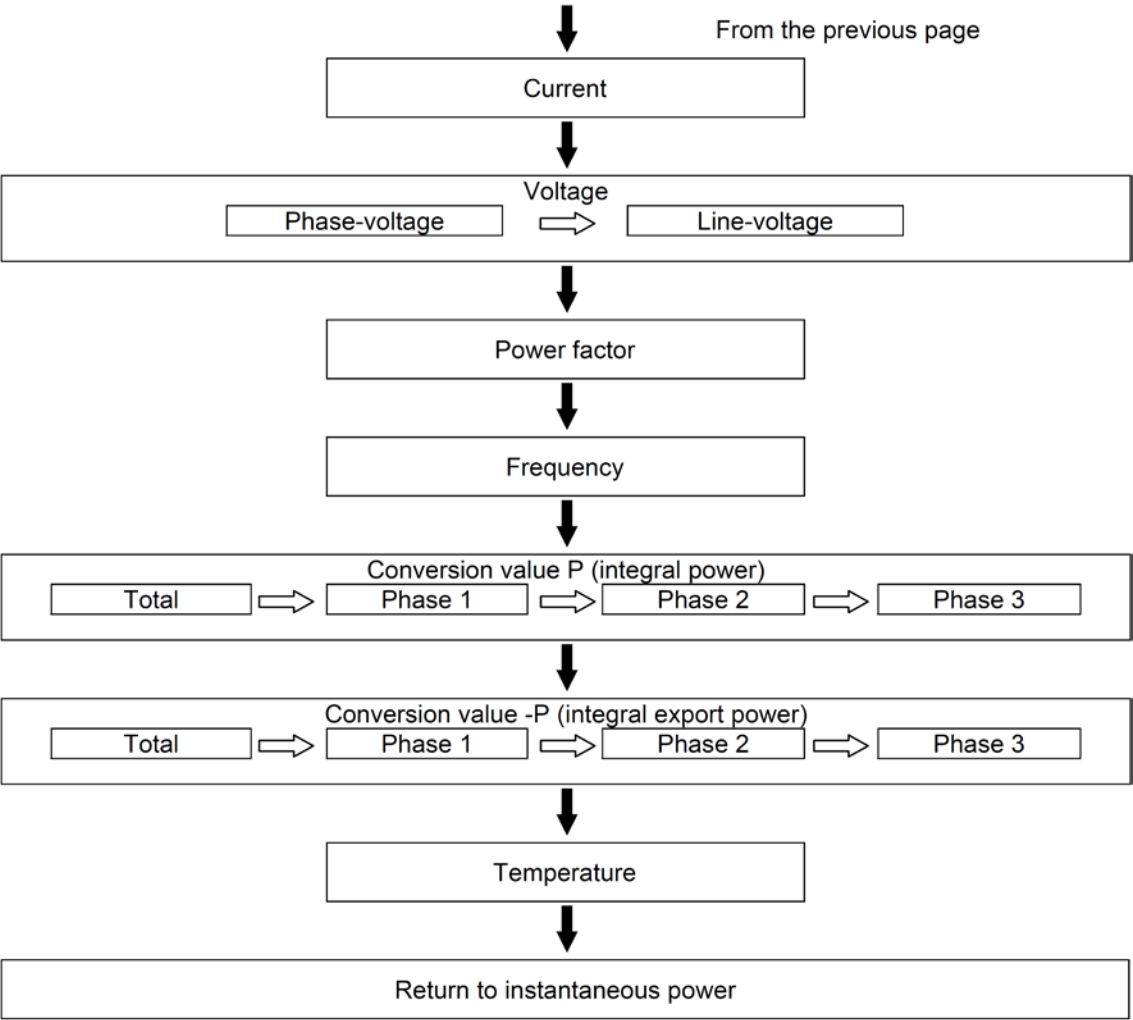 From the previous page
Current
Voltage
Phase-voltage Line-voltage
Power factor
Frequency
Conversion value P (integral power)
Total Phase 1 Phase 2 Phase 3
Conversion value -P (integral export power)
Total Phase 1 Phase 2 Phase 3
Temperature
Return to instantaneous power